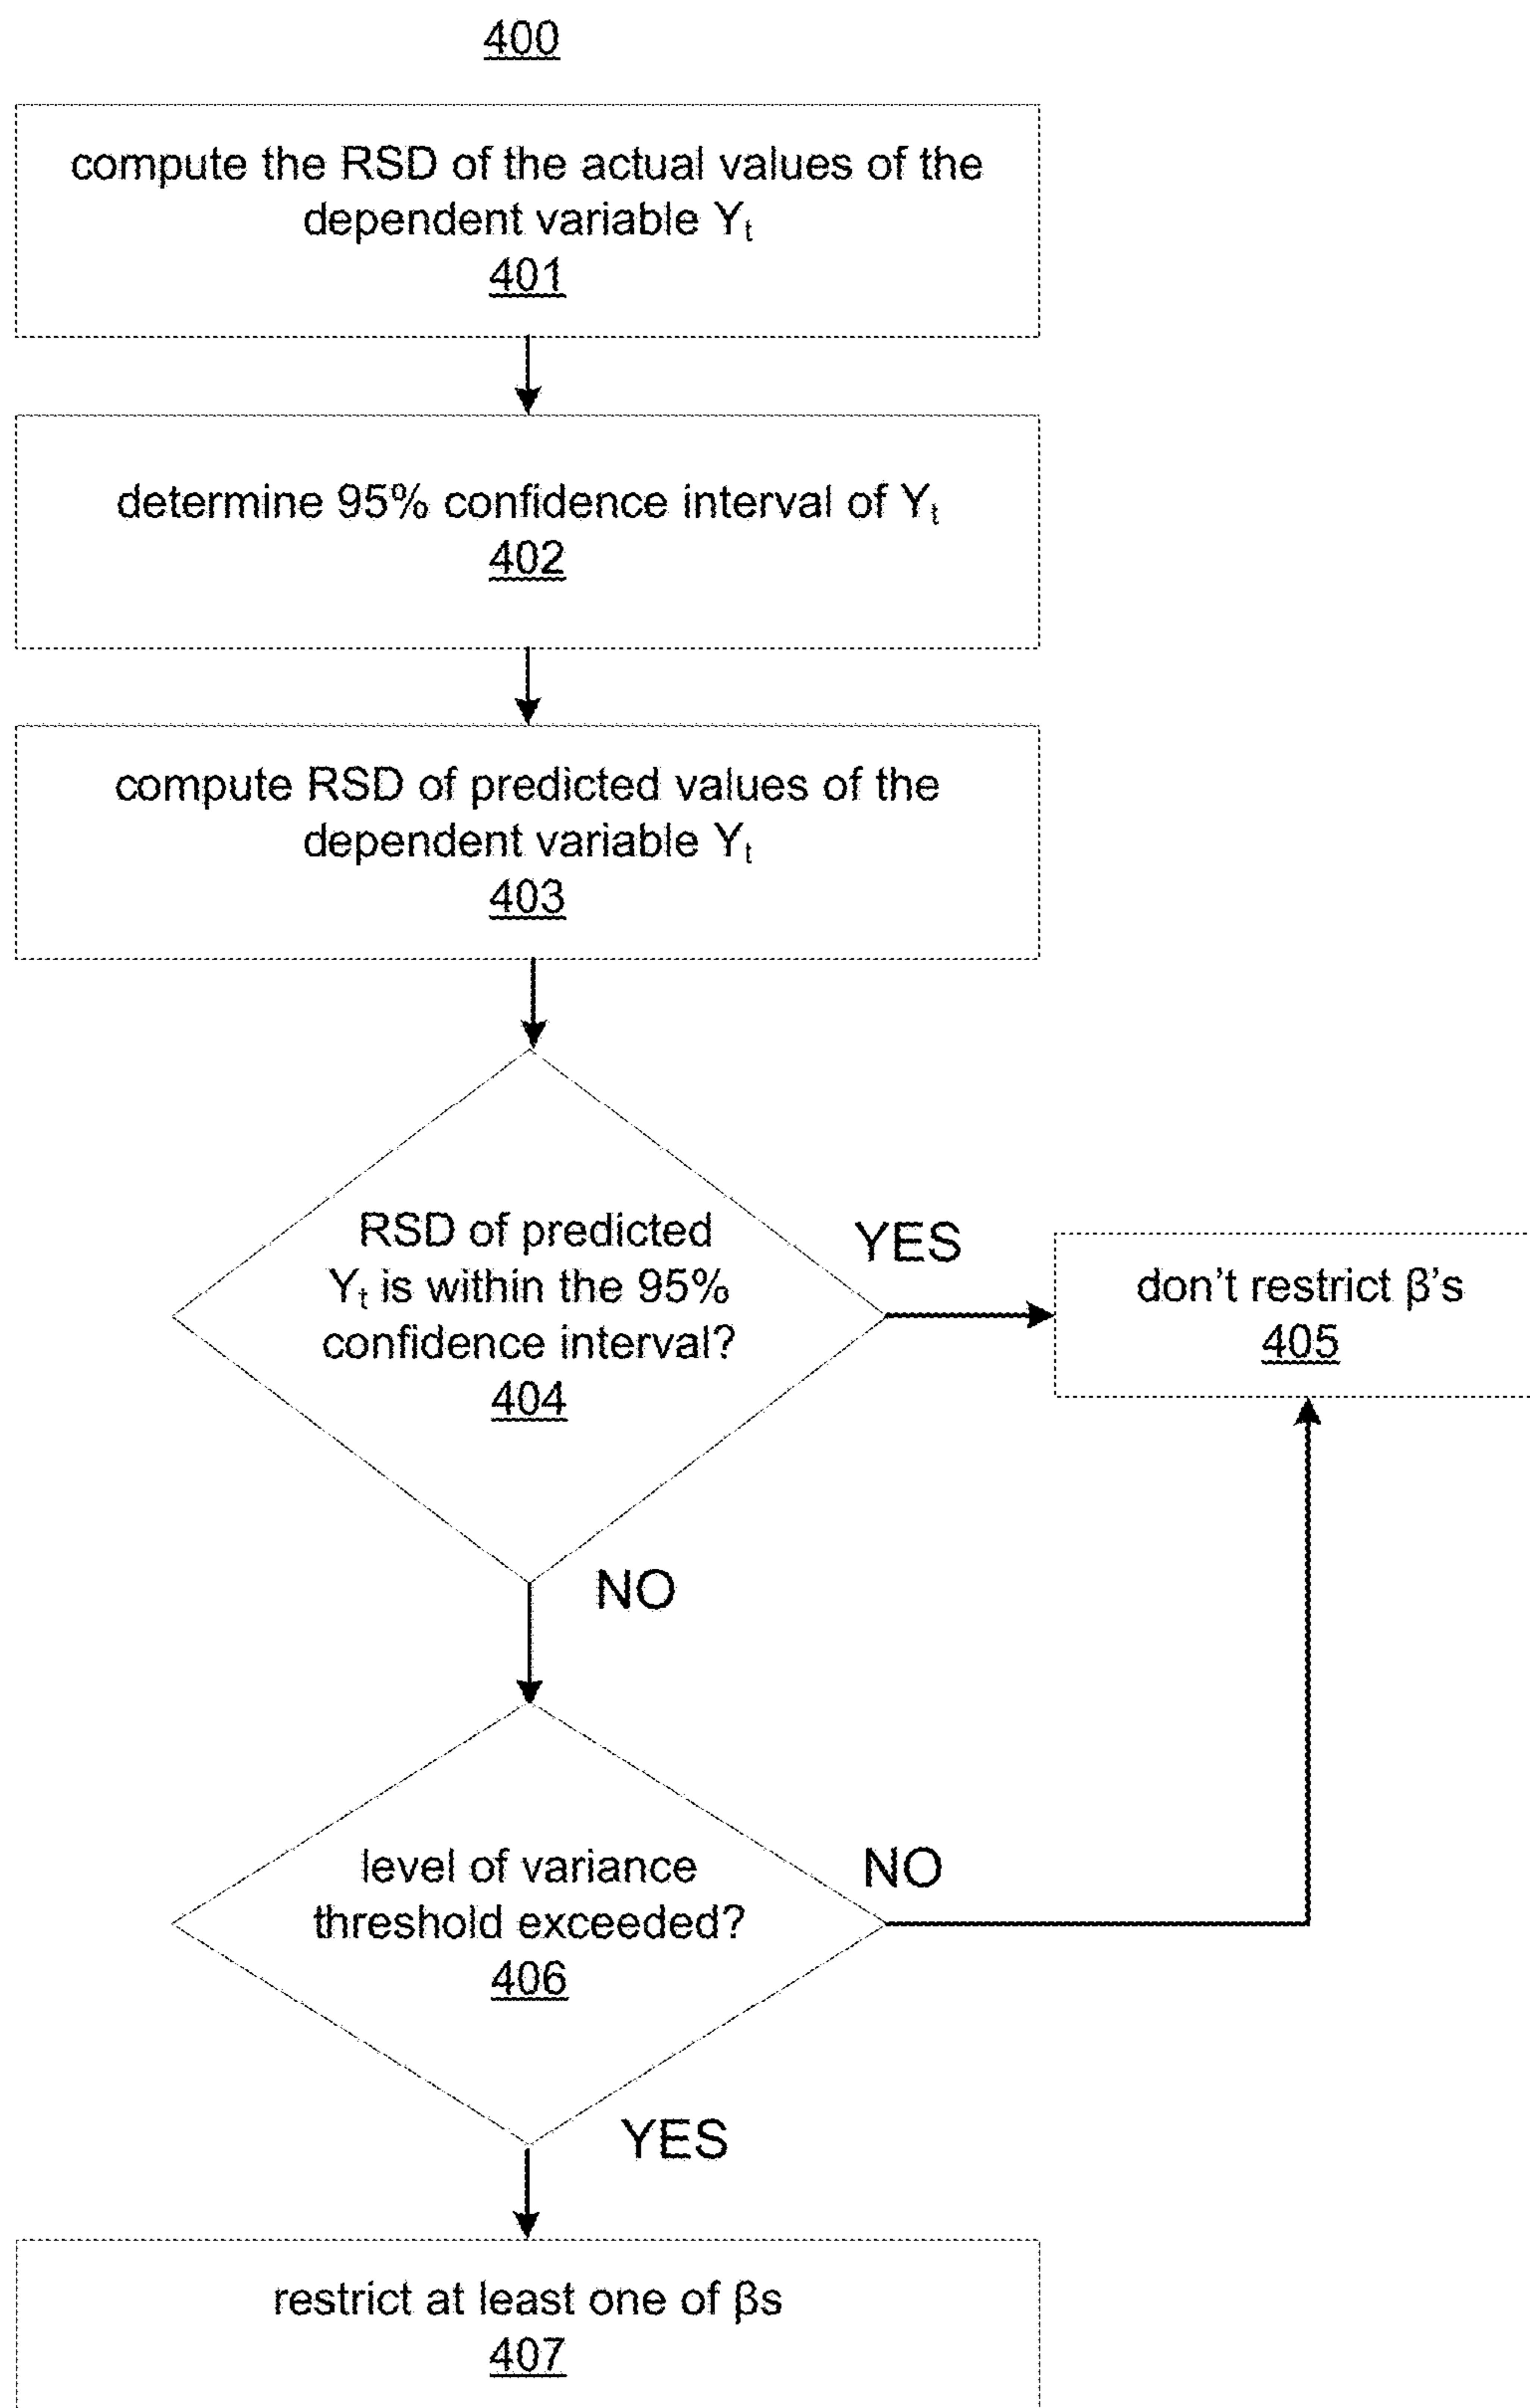 400
compute the RSD of the actual values of the
dependent variable Yₜ
401
determine 95% confidence interval of Yₜ
402
compute RSD of predicted values of the
dependent variable Yₜ
403
RSD of predicted
Yₜ is within the 95%
confidence interval?
404
YES
don't restrict β's
405
NO
level of variance
threshold exceeded?
406
NO
YES
restrict at least one of βs
407